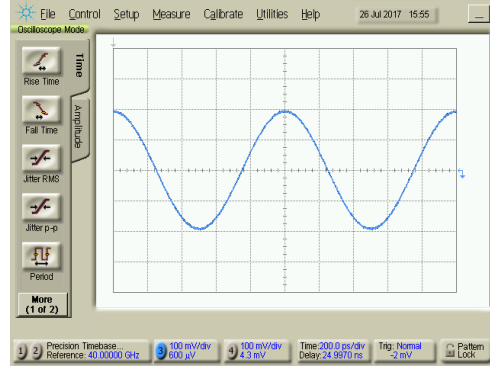 File Control Setup Measure Calibrate Utilities Help 26 Jul 2017 15:55
Oscilloscope Mode
Time
Amplitude
Rise Time
Fall Time
Jitter RMS
Jitter p-p
Period
More
(1 of 2)
1 2 Precision Timebase...
Reference: 40.00000 GHz
3 100 mV/div
600 µV
4 100 mV/div
4.3 mV
Time:200.0 ps/div
Delay:24.9970 ns
Trig: Normal
-2 mV
Pattern
Lock